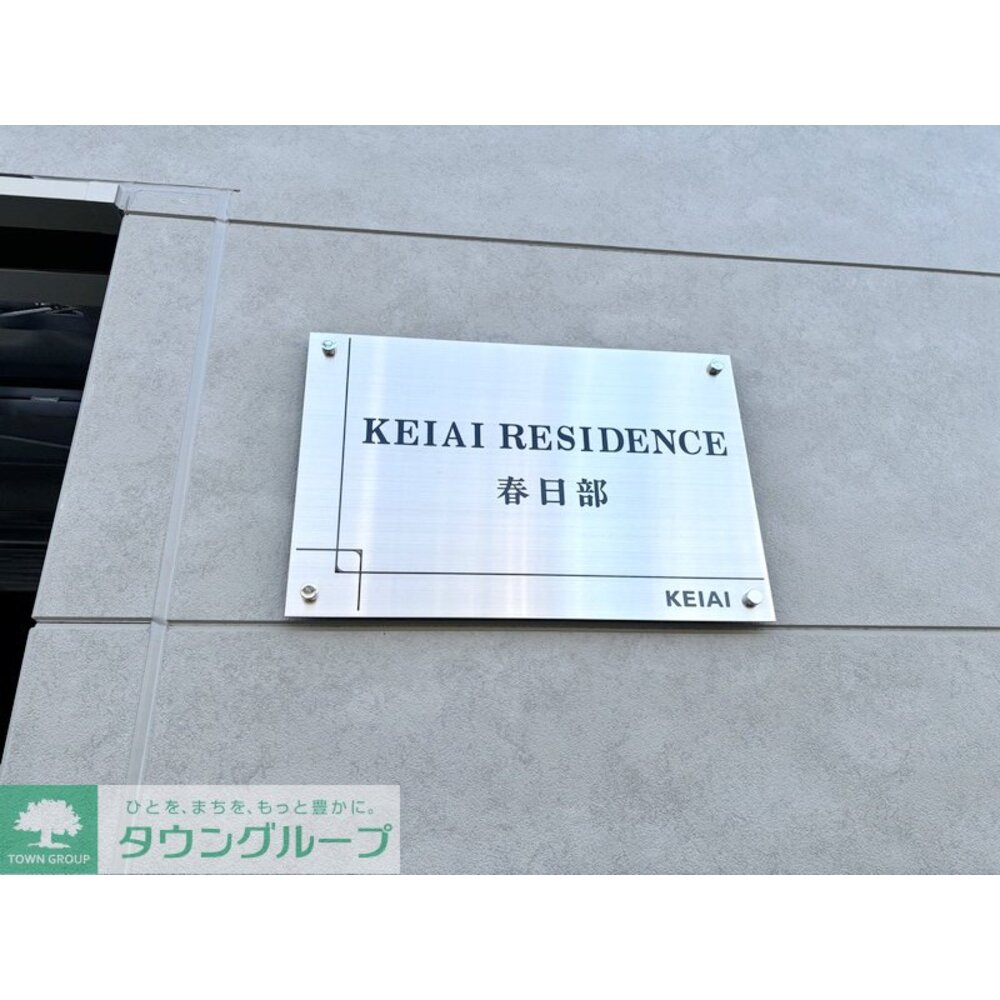 KEIAI RESIDENCE
春日部
KEIAI
ひとを、まちを、もっと豊かに。
タウングループ
TOWN GROUP